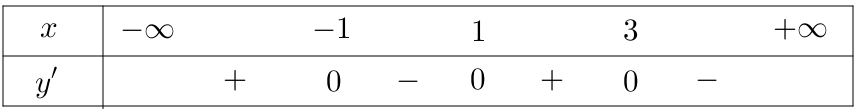 x −∞ −1 1 3 +∞
y′ + 0 − 0 + 0 −